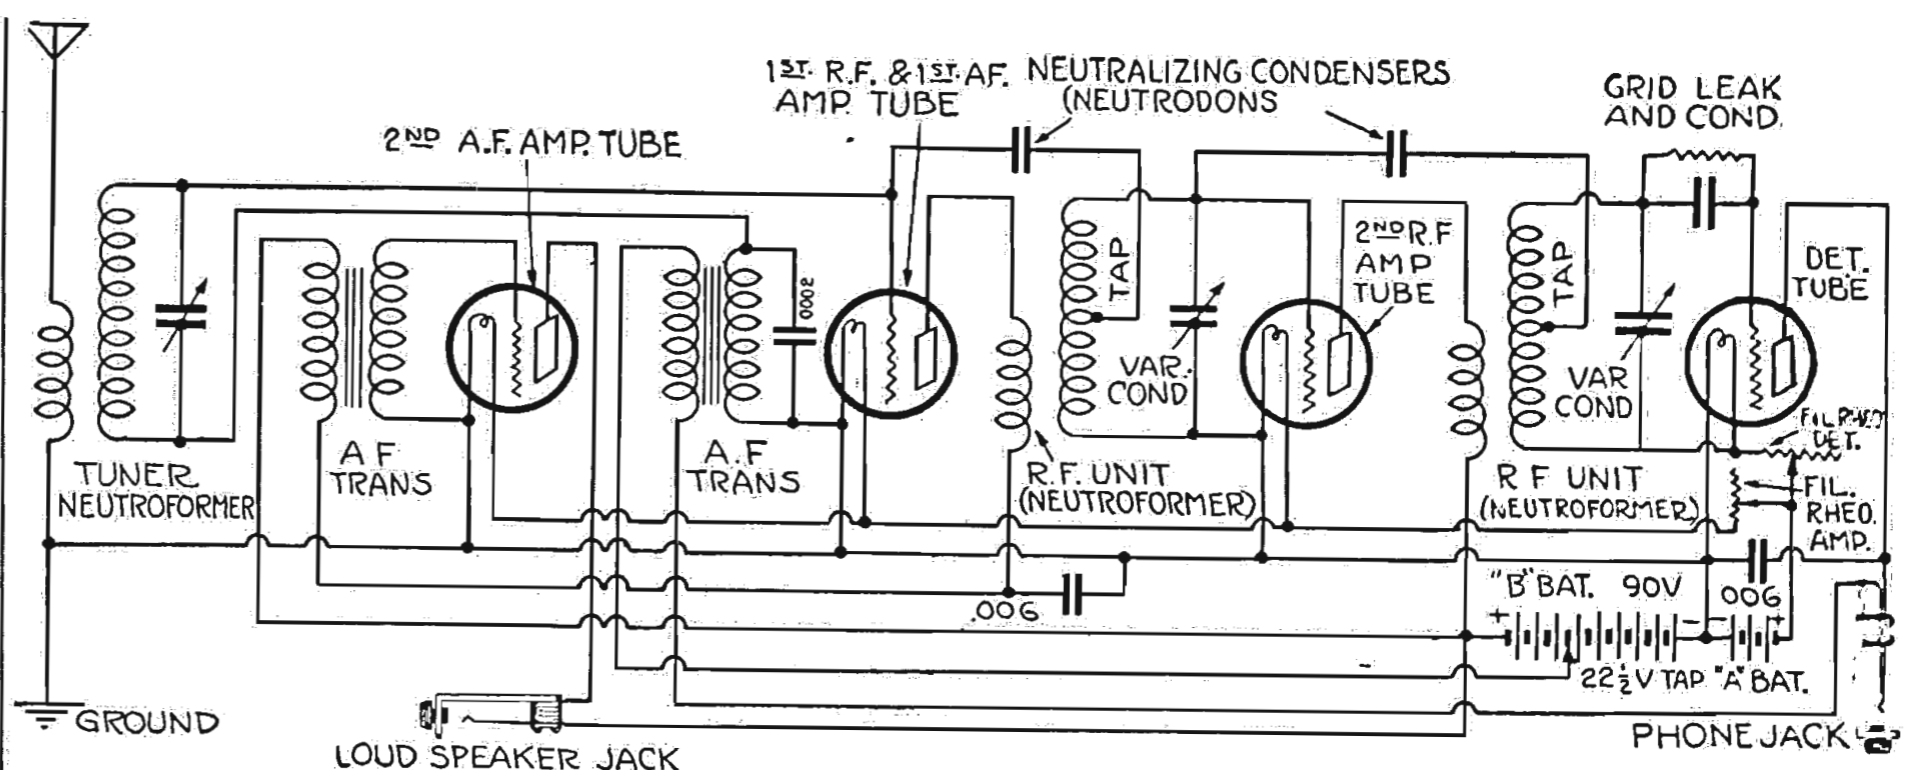 1ST. R.F. & 1ST. AF.
AMP. TUBE
NEUTRALIZING CONDENSERS
(NEUTRODONS
GRID LEAK
AND COND.
2ND A.F. AMP. TUBE
2ND R.F
AMP
TUBE
TAP
TAP
DET.
TUBE
.0002
VAR.
COND
VAR
COND
FIL RHEO
DET.
A F
TRANS
A.F
TRANS
TUNER
NEUTROFORMER
R.F. UNIT
(NEUTROFORMER)
R F UNIT
(NEUTROFORMER)
FIL.
RHEO.
AMP.
"B" BAT. 90V
.006
006
+ - - +
22½V TAP "A" BAT.
GROUND
LOUD SPEAKER JACK
PHONE JACK